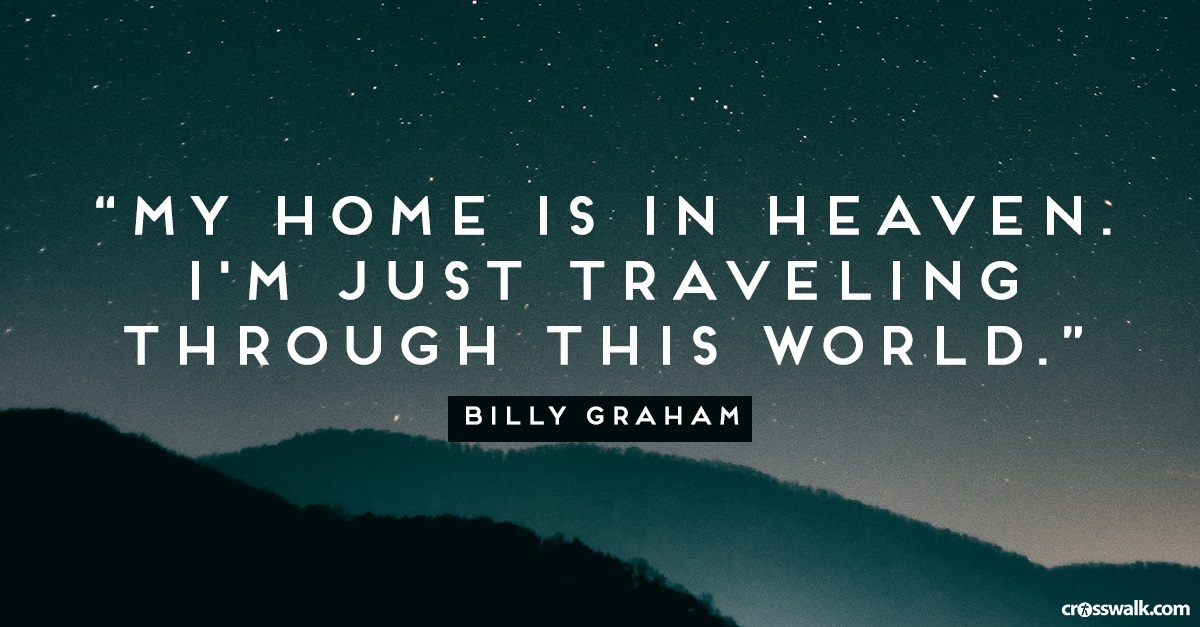 “MY HOME IS IN HEAVEN.
I'M JUST TRAVELING
THROUGH THIS WORLD.”
BILLY GRAHAM
crosswalk.com